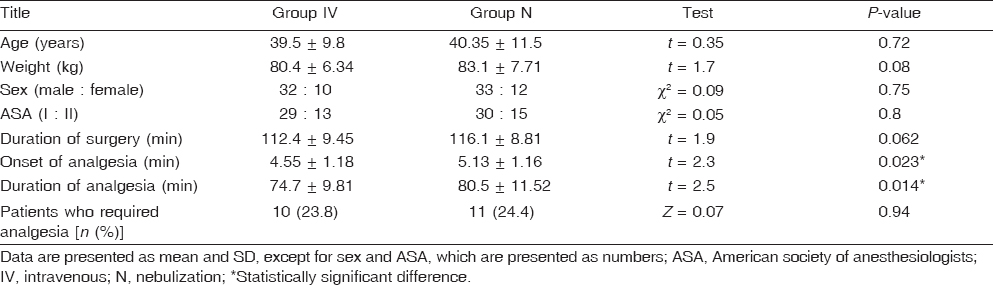 Title Group IV Group N Test P-value
Age (years) 39.5 ± 9.8 40.35 ± 11.5 t = 0.35 0.72
Weight (kg) 80.4 ± 6.34 83.1 ± 7.71 t = 1.7 0.08
Sex (male : female) 32 : 10 33 : 12 χ² = 0.09 0.75
ASA (I : II) 29 : 13 30 : 15 χ² = 0.05 0.8
Duration of surgery (min) 112.4 ± 9.45 116.1 ± 8.81 t = 1.9 0.062
Onset of analgesia (min) 4.55 ± 1.18 5.13 ± 1.16 t = 2.3 0.023*
Duration of analgesia (min) 74.7 ± 9.81 80.5 ± 11.52 t = 2.5 0.014*
Patients who required 10 (23.8) 11 (24.4) Z = 0.07 0.94
analgesia [n (%)]
Data are presented as mean and SD, except for sex and ASA, which are presented as numbers; ASA, American society of anesthesiologists;
IV, intravenous; N, nebulization; *Statistically significant difference.